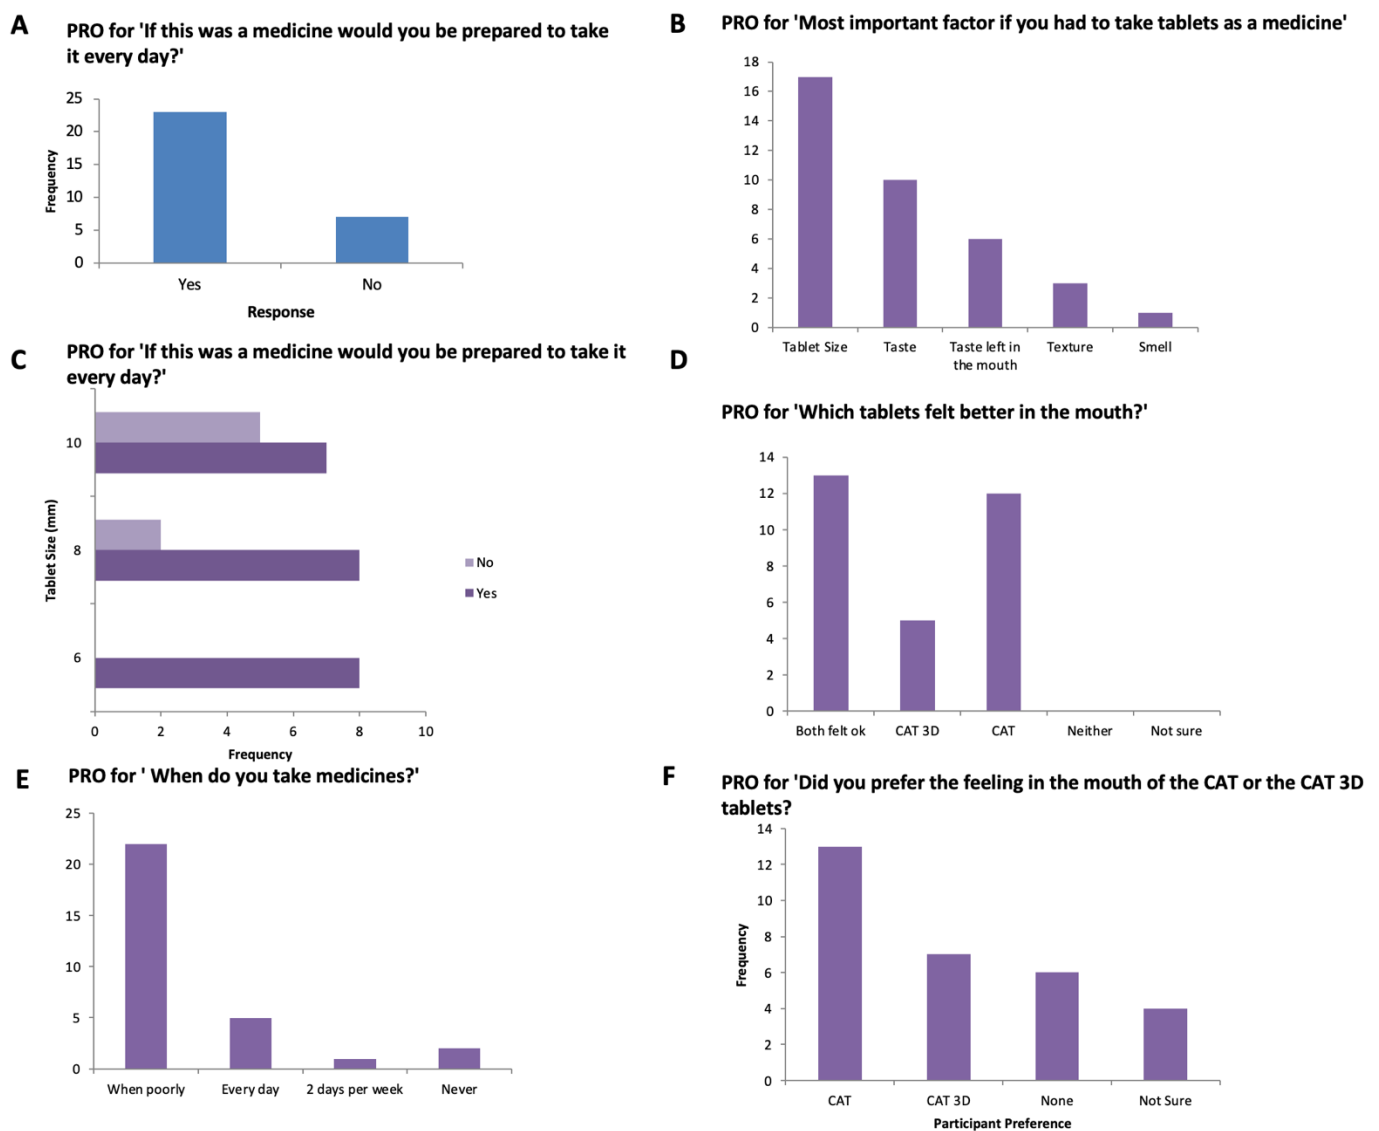 A
PRO for 'If this was a medicine would you be prepared to take
it every day?'
25
20
15
10
5
0
Frequency
Yes No
Response
B
PRO for 'Most important factor if you had to take tablets as a medicine'
18
16
14
12
10
8
6
4
2
0
Tablet Size Taste Taste left in Texture Smell
the mouth
C
PRO for 'If this was a medicine would you be prepared to take it
every day?'
10
8
6
Tablet Size (mm)
No
Yes
0 2 4 6 8 10
Frequency
D
PRO for 'Which tablets felt better in the mouth?'
14
12
10
8
6
4
2
0
Both felt ok CAT 3D CAT Neither Not sure
E
PRO for ' When do you take medicines?'
25
20
15
10
5
0
When poorly Every day 2 days per week Never
F
PRO for 'Did you prefer the feeling in the mouth of the CAT or the CAT 3D
tablets?
14
12
10
8
6
4
2
0
Frequency
CAT CAT 3D None Not Sure
Participant Preference